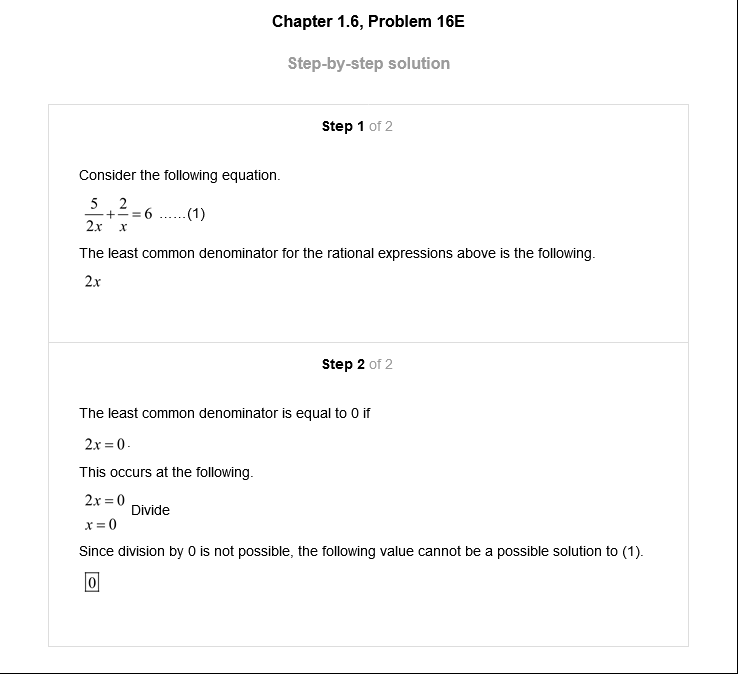 Chapter 1.6, Problem 16E
Step-by-step solution
Step 1 of 2
Consider the following equation.
5/2x + 2/x = 6 ......(1)
The least common denominator for the rational expressions above is the following.
2x
Step 2 of 2
The least common denominator is equal to 0 if
2x = 0.
This occurs at the following.
2x = 0
Divide
x = 0
Since division by 0 is not possible, the following value cannot be a possible solution to (1).
0